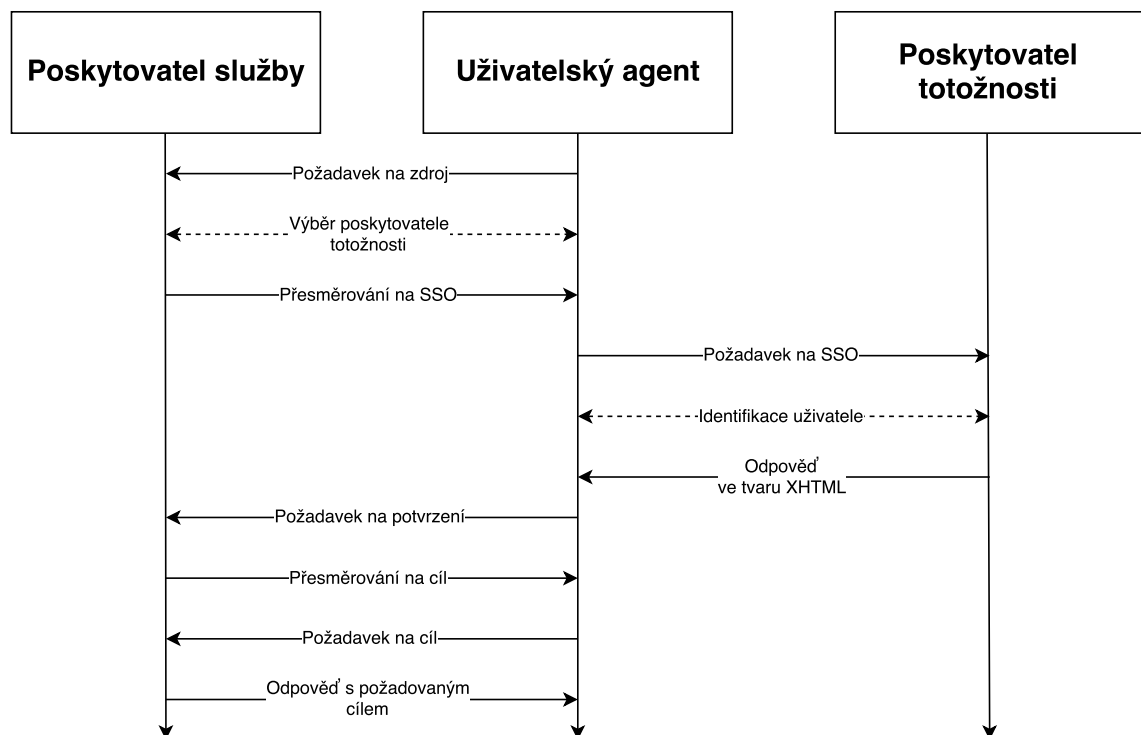 Poskytovatel služby
Uživatelský agent
Poskytovatel
totožnosti
Požadavek na zdroj
Výběr poskytovatele
totožnosti
Přesměrování na SSO
Požadavek na SSO
Identifikace uživatele
Odpověď
ve tvaru XHTML
Požadavek na potvrzení
Přesměrování na cíl
Požadavek na cíl
Odpověď s požadovaným
cílem